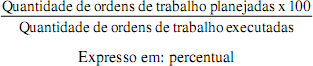 Quantidade de ordens de trabalho planejadas x 100
Quantidade de ordens de trabalho executadas
Expresso em: percentual